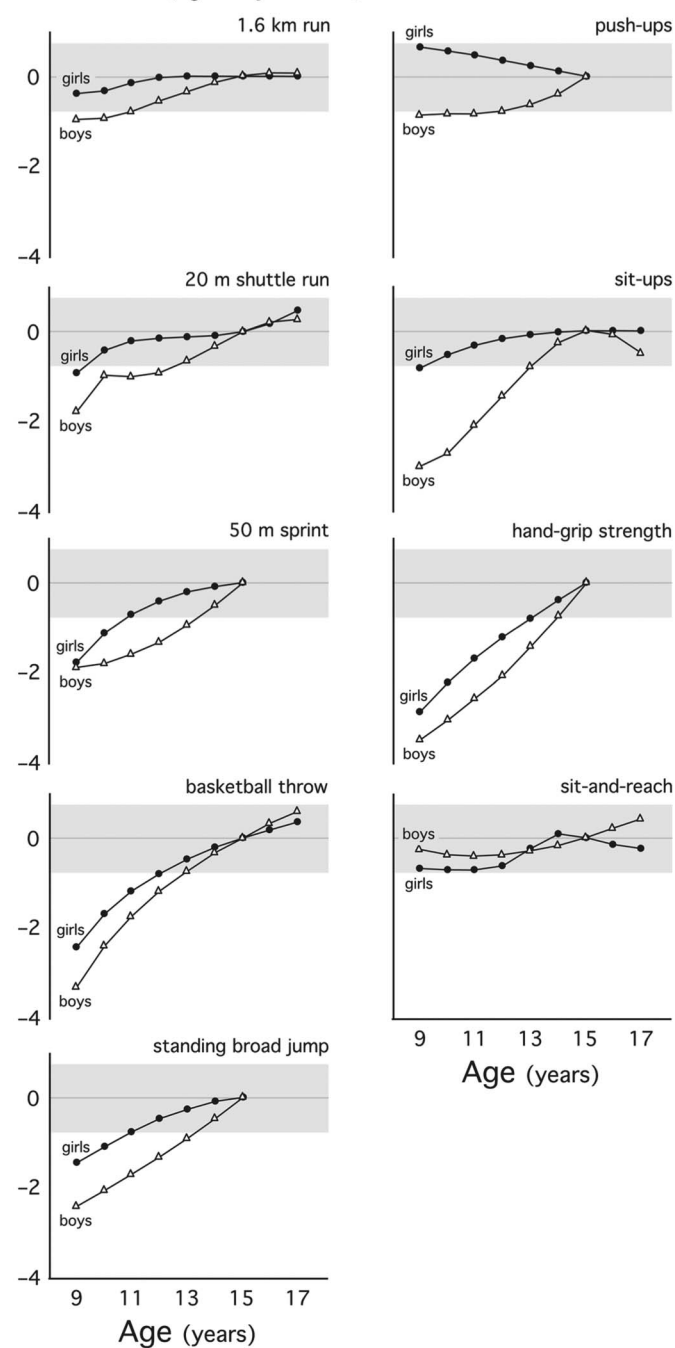 1.6 km run
0
girls
boys
–2
–4
push-ups
girls
boys
20 m shuttle run
0
girls
boys
–2
–4
sit-ups
girls
boys
50 m sprint
0
girls
boys
–2
–4
hand-grip strength
girls
boys
basketball throw
0
girls
boys
–2
–4
sit-and-reach
boys
girls
9 11 13 15 17
Age (years)
standing broad jump
0
girls
boys
–2
–4
9 11 13 15 17
Age (years)